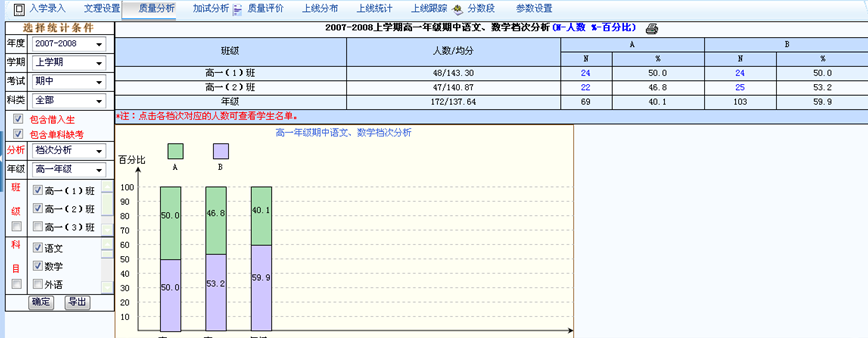 入学录入 文理设置 质量分析 加试分析 质量评价 上线分布 上线统计 上线跟踪 分数段 参数设置
选择统计条件
年度 2007-2008
学期 上学期
考试 期中
科类 全部
包含借入生
包含单科缺考
分析 档次分析
年级 高一年级
班级
高一(1)班
高一(2)班
高一(3)班
科目
语文
数学
外语
确定 导出
2007-2008上学期高一年级期中语文、数学档次分析(N-人数 %-百分比)
班级 人数/均分 A B
N % N %
高一(1)班 48/143.30 24 50.0 24 50.0
高一(2)班 47/140.87 22 46.8 25 53.2
年级 172/137.64 69 40.1 103 59.9
*注：点击各档次对应的人数可查看学生名单。
高一年级期中语文、数学档次分析
A B
百分比
100
90
80
70
60
50
40
30
20
10
50.0 46.8 40.1
50.0 53.2 59.9